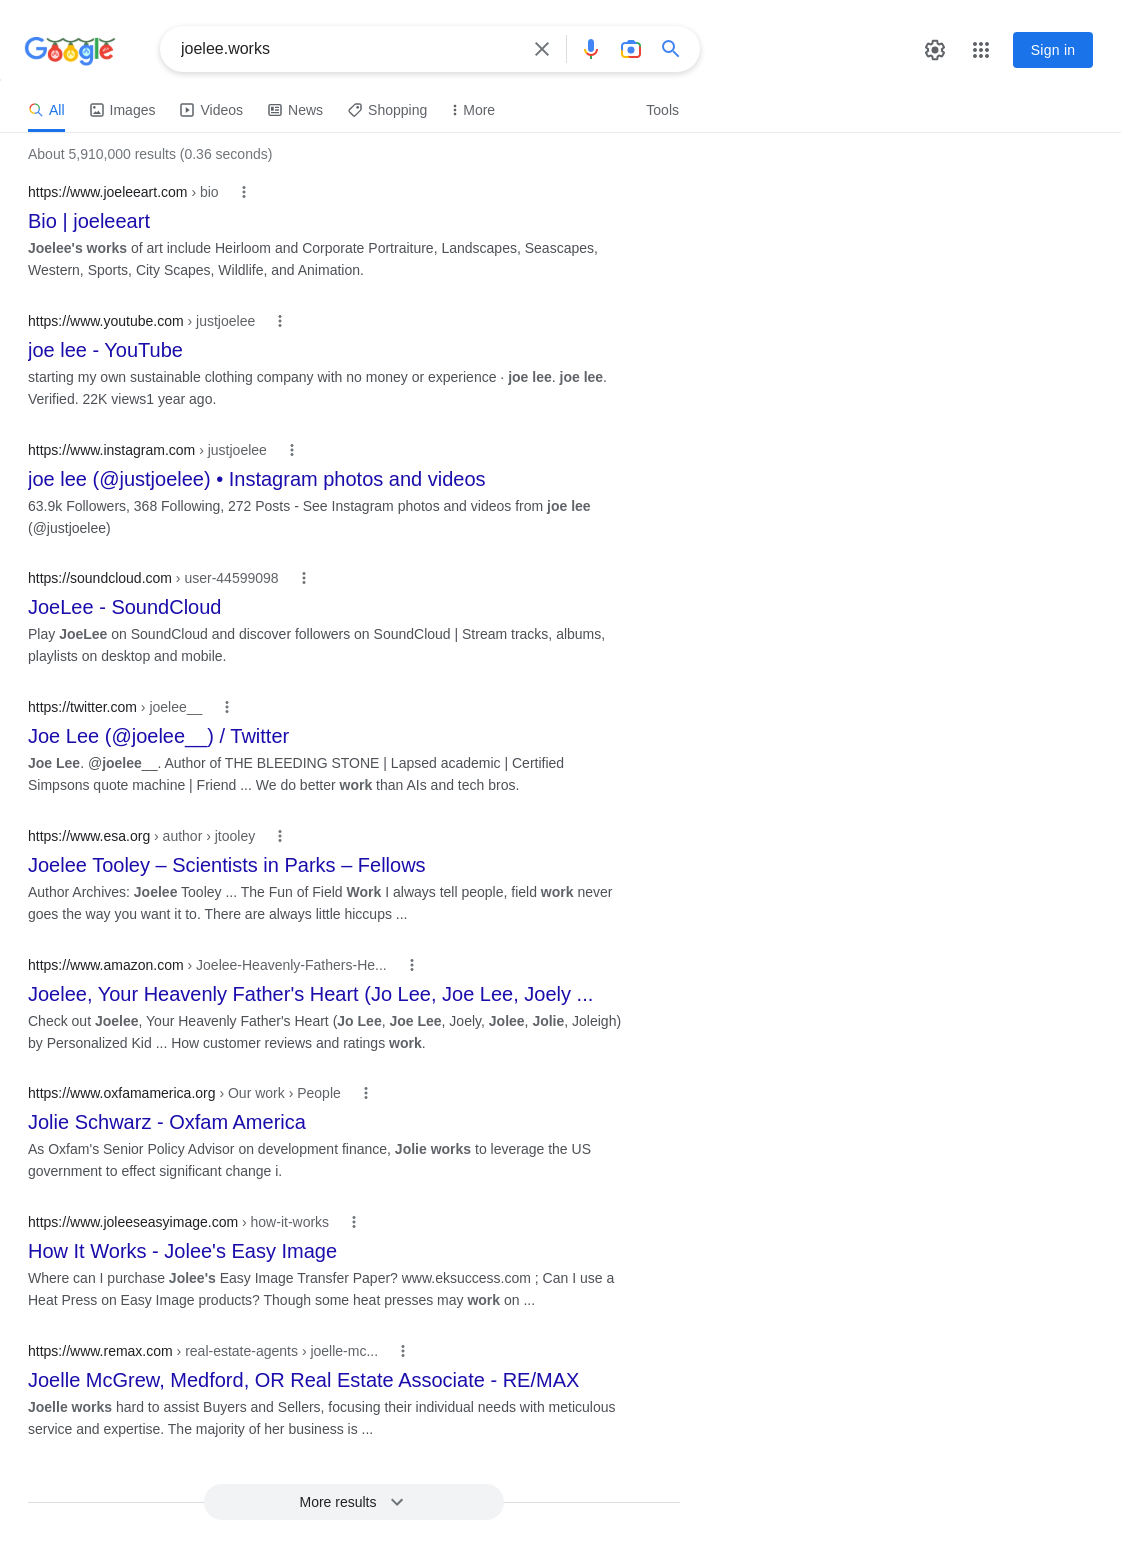 Google
joelee.works
Sign in
All Images Videos News Shopping More Tools
About 5,910,000 results (0.36 seconds)
https://www.joeleeart.com › bio
Bio | joeleeart
Joelee's works of art include Heirloom and Corporate Portraiture, Landscapes, Seascapes,
Western, Sports, City Scapes, Wildlife, and Animation.
https://www.youtube.com › justjoelee
joe lee - YouTube
starting my own sustainable clothing company with no money or experience · joe lee. joe lee.
Verified. 22K views1 year ago.
https://www.instagram.com › justjoelee
joe lee (@justjoelee) • Instagram photos and videos
63.9k Followers, 368 Following, 272 Posts - See Instagram photos and videos from joe lee
(@justjoelee)
https://soundcloud.com › user-44599098
JoeLee - SoundCloud
Play JoeLee on SoundCloud and discover followers on SoundCloud | Stream tracks, albums,
playlists on desktop and mobile.
https://twitter.com › joelee__
Joe Lee (@joelee__) / Twitter
Joe Lee. @joelee__. Author of THE BLEEDING STONE | Lapsed academic | Certified
Simpsons quote machine | Friend ... We do better work than AIs and tech bros.
https://www.esa.org › author › jtooley
Joelee Tooley – Scientists in Parks – Fellows
Author Archives: Joelee Tooley ... The Fun of Field Work I always tell people, field work never
goes the way you want it to. There are always little hiccups ...
https://www.amazon.com › Joelee-Heavenly-Fathers-He...
Joelee, Your Heavenly Father's Heart (Jo Lee, Joe Lee, Joely ...
Check out Joelee, Your Heavenly Father's Heart (Jo Lee, Joe Lee, Joely, Jolee, Jolie, Joleigh)
by Personalized Kid ... How customer reviews and ratings work.
https://www.oxfamamerica.org › Our work › People
Jolie Schwarz - Oxfam America
As Oxfam's Senior Policy Advisor on development finance, Jolie works to leverage the US
government to effect significant change i.
https://www.joleeseasyimage.com › how-it-works
How It Works - Jolee's Easy Image
Where can I purchase Jolee's Easy Image Transfer Paper? www.eksuccess.com ; Can I use a
Heat Press on Easy Image products? Though some heat presses may work on ...
https://www.remax.com › real-estate-agents › joelle-mc...
Joelle McGrew, Medford, OR Real Estate Associate - RE/MAX
Joelle works hard to assist Buyers and Sellers, focusing their individual needs with meticulous
service and expertise. The majority of her business is ...
More results